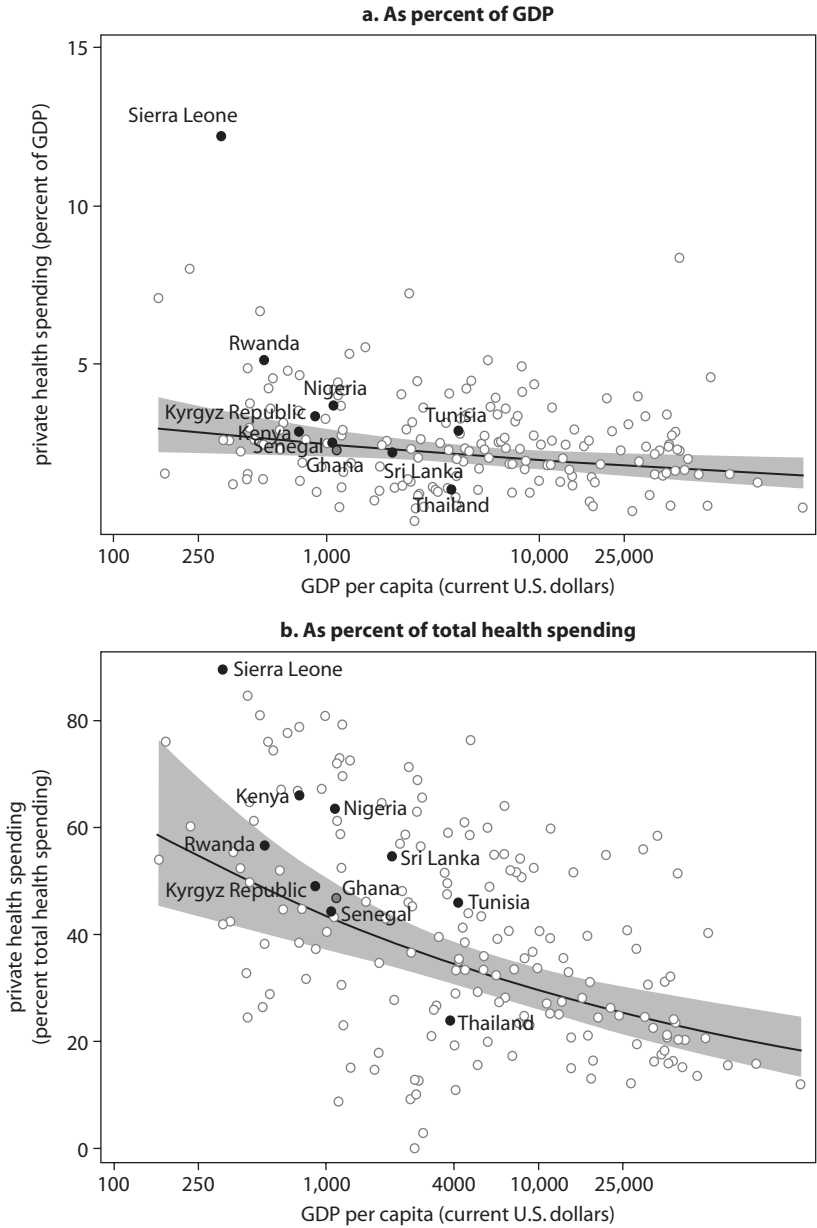 a. As percent of GDP
15
10
5
private health spending (percent of GDP)
Sierra Leone
Rwanda
Nigeria
Kyrgyz Republic
Tunisia
Kenya
Senegal
Ghana
Sri Lanka
Thailand
100 250 1,000 10,000 25,000
GDP per capita (current U.S. dollars)
b. As percent of total health spending
80
60
40
20
0
private health spending
(percent total health spending)
Sierra Leone
Kenya
Nigeria
Rwanda
Sri Lanka
Kyrgyz Republic
Ghana
Tunisia
Senegal
Thailand
100 250 1,000 4000 10,000 25,000
GDP per capita (current U.S. dollars)